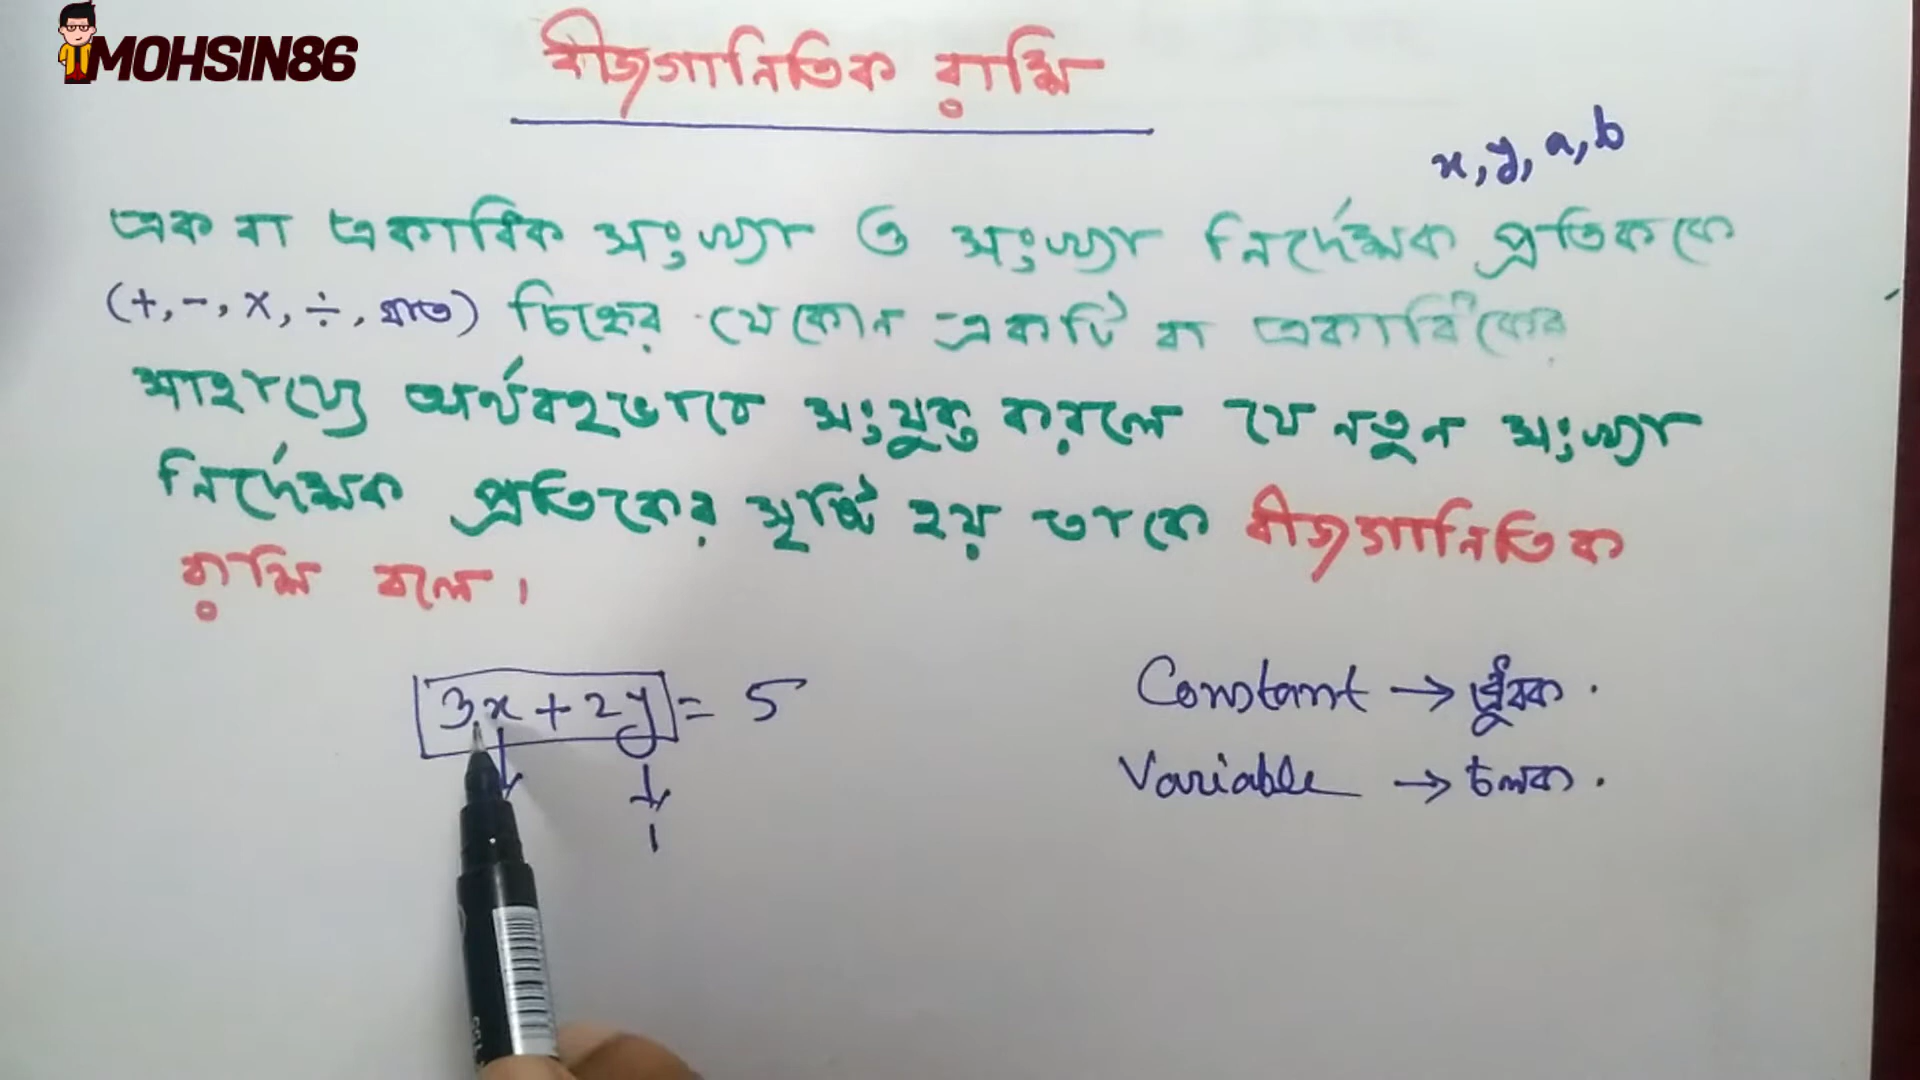 MOHSIN86
বীজগানিতিক রাশি
x, y, a, b
এক বা একাধিক সংখ্যা ও সংখ্যা নির্দেশক প্রতিককে
(+, -, x, ÷, ঘাত) চিহ্নের যেকোন একটি বা একাধিকের
সাহায্যে অর্থবহভাবে সংযুক্ত করলে যে নতুন সংখ্যা
নির্দেশক প্রতিকের সৃষ্টি হয় তাকে বীজগানিতিক
রাশি বলে।
3x + 2y = 5
Constant → ধ্রুবক.
Variable → চলক.
1